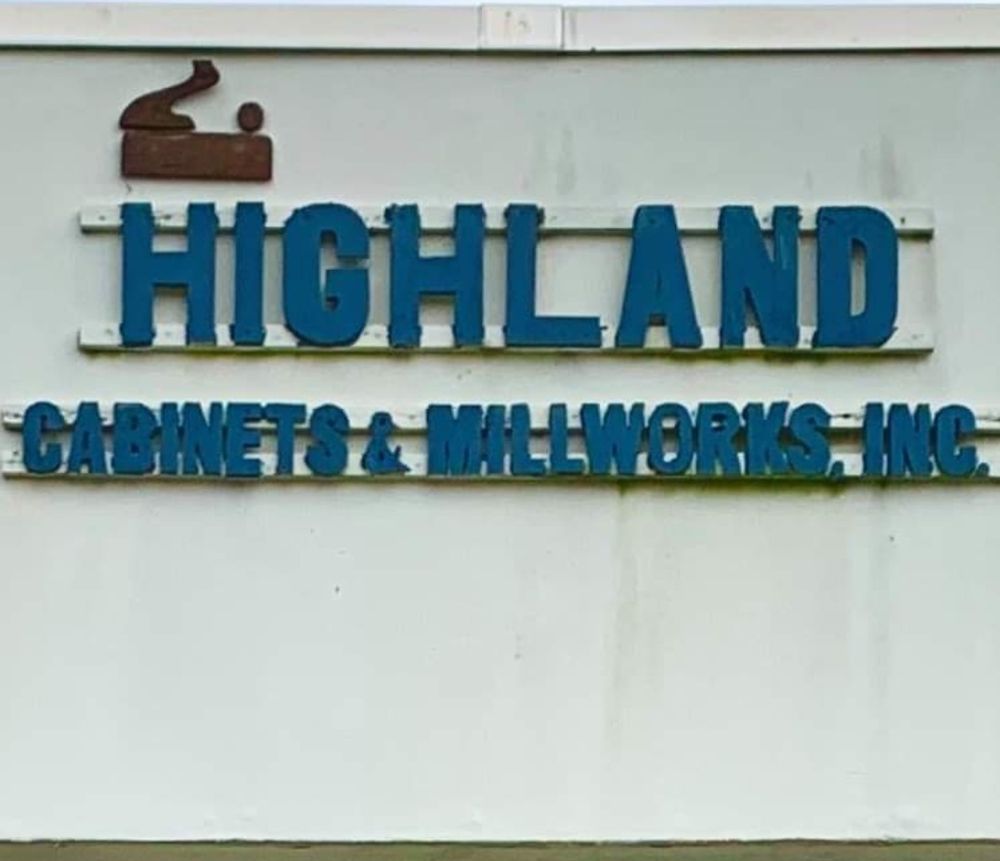 HIGHLAND
CABINETS & MILLWORKS, INC.